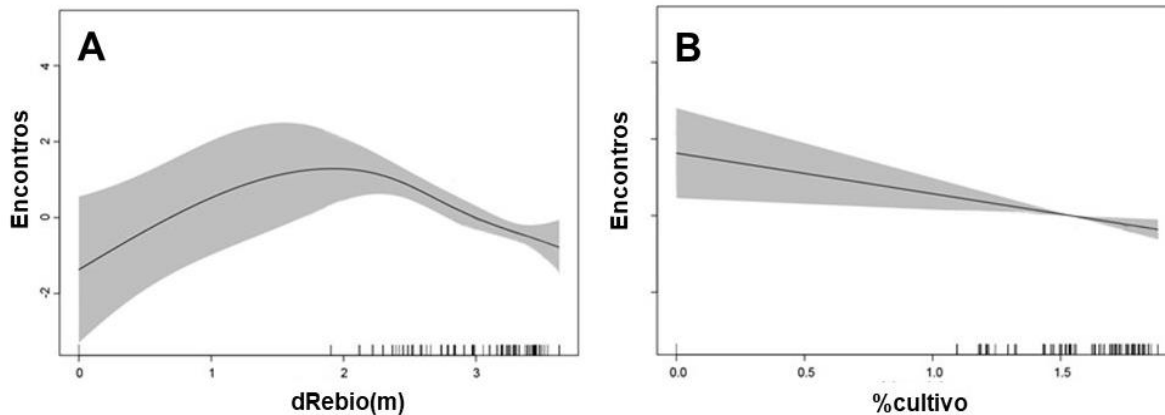 A
Encontros
4
2
0
-2
0
1
2
3
dRebio(m)
B
Encontros
0.0
0.5
1.0
1.5
%cultivo